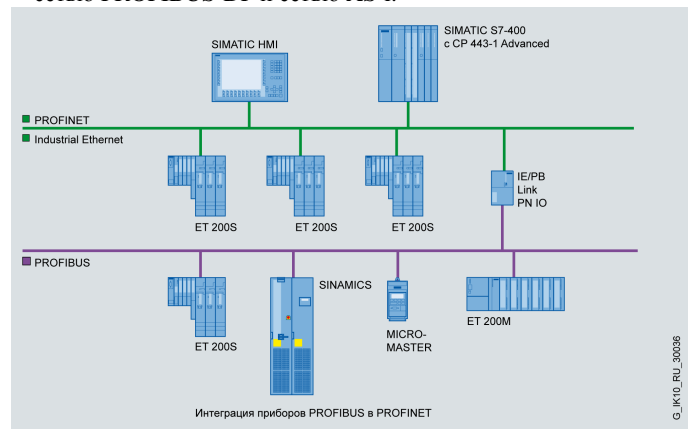 SIMATIC HMI
SIMATIC S7-400
с CP 443-1 Advanced
PROFINET
Industrial Ethernet
ET 200S
ET 200S
ET 200S
IE/PB
Link
PN IO
PROFIBUS
ET 200S
SINAMICS
MICRO-
MASTER
ET 200M
Интеграция приборов PROFIBUS в PROFINET
G_IK10_RU_30036